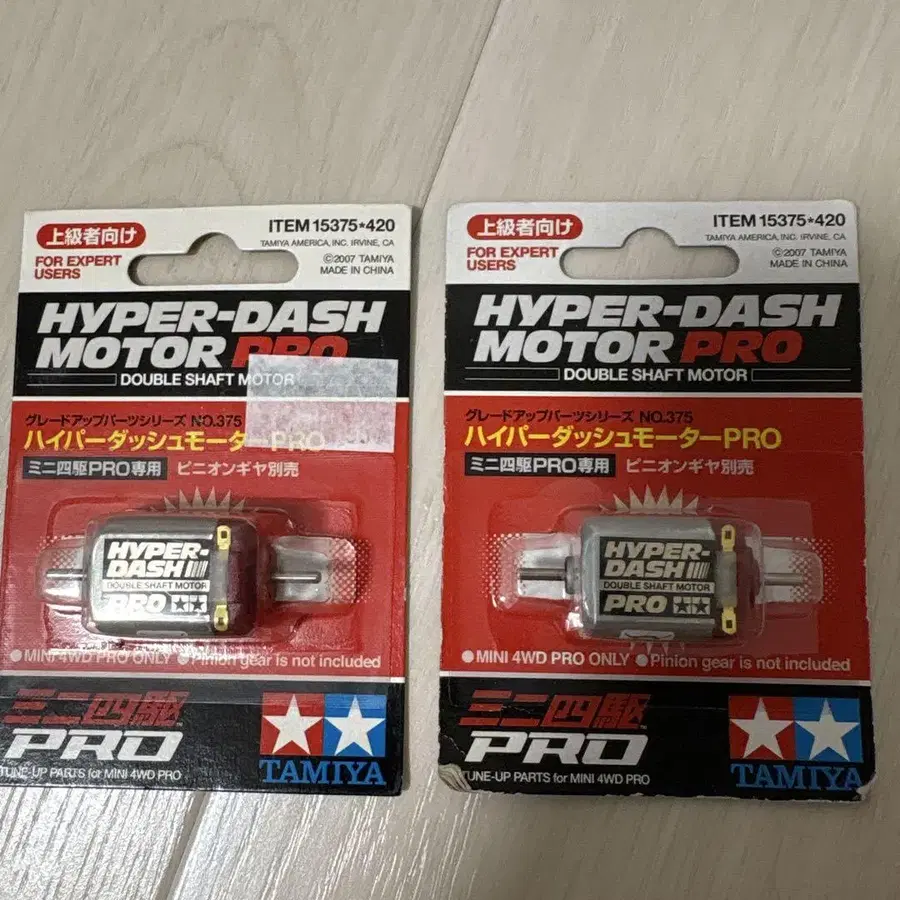 上級者向け
FOR EXPERT
USERS
ITEM 15375★420
TAMIYA AMERICA, INC. IRVINE, CA
©2007 TAMIYA
MADE IN CHINA
HYPER-DASH
MOTOR PRO
DOUBLE SHAFT MOTOR
グレードアップパーツシリーズ NO.375
ハイパーダッシュモーターPRO
ミニ四駆PRO専用 ピニオンギヤ別売
HYPER-
DASH
DOUBLE SHAFT MOTOR
PRO
●MINI 4WD PRO ONLY ●Pinion gear is not included
ミニ四駆
PRO
TUNE-UP PARTS for MINI 4WD PRO
TAMIYA
上級者向け
FOR EXPERT
USERS
ITEM 15375★420
TAMIYA AMERICA, INC. IRVINE, CA
©2007 TAMIYA
MADE IN CHINA
HYPER-DASH
MOTOR PRO
DOUBLE SHAFT MOTOR
グレードアップパーツシリーズ NO.375
ハイパーダッシュモーターPRO
ミニ四駆PRO専用 ピニオンギヤ別売
HYPER-
DASH
DOUBLE SHAFT MOTOR
PRO
●MINI 4WD PRO ONLY ●Pinion gear is not included
ミニ四駆
PRO
TUNE-UP PARTS for MINI 4WD PRO
TAMIYA